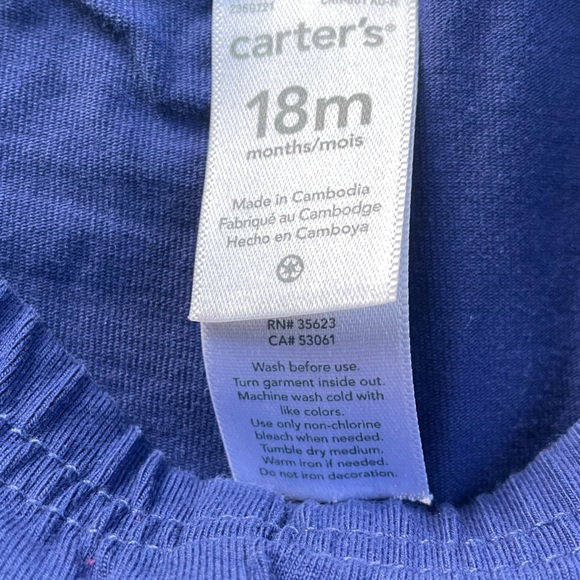 carter's®
18m
months/mois
Made in Cambodia
Fabriqué au Cambodge
Hecho en Camboya
RN# 35623
CA# 53061
Wash before use.
Turn garment inside out.
Machine wash cold with
like colors.
Use only non-chlorine
bleach when needed.
Tumble dry medium.
Warm iron if needed.
Do not iron decoration.